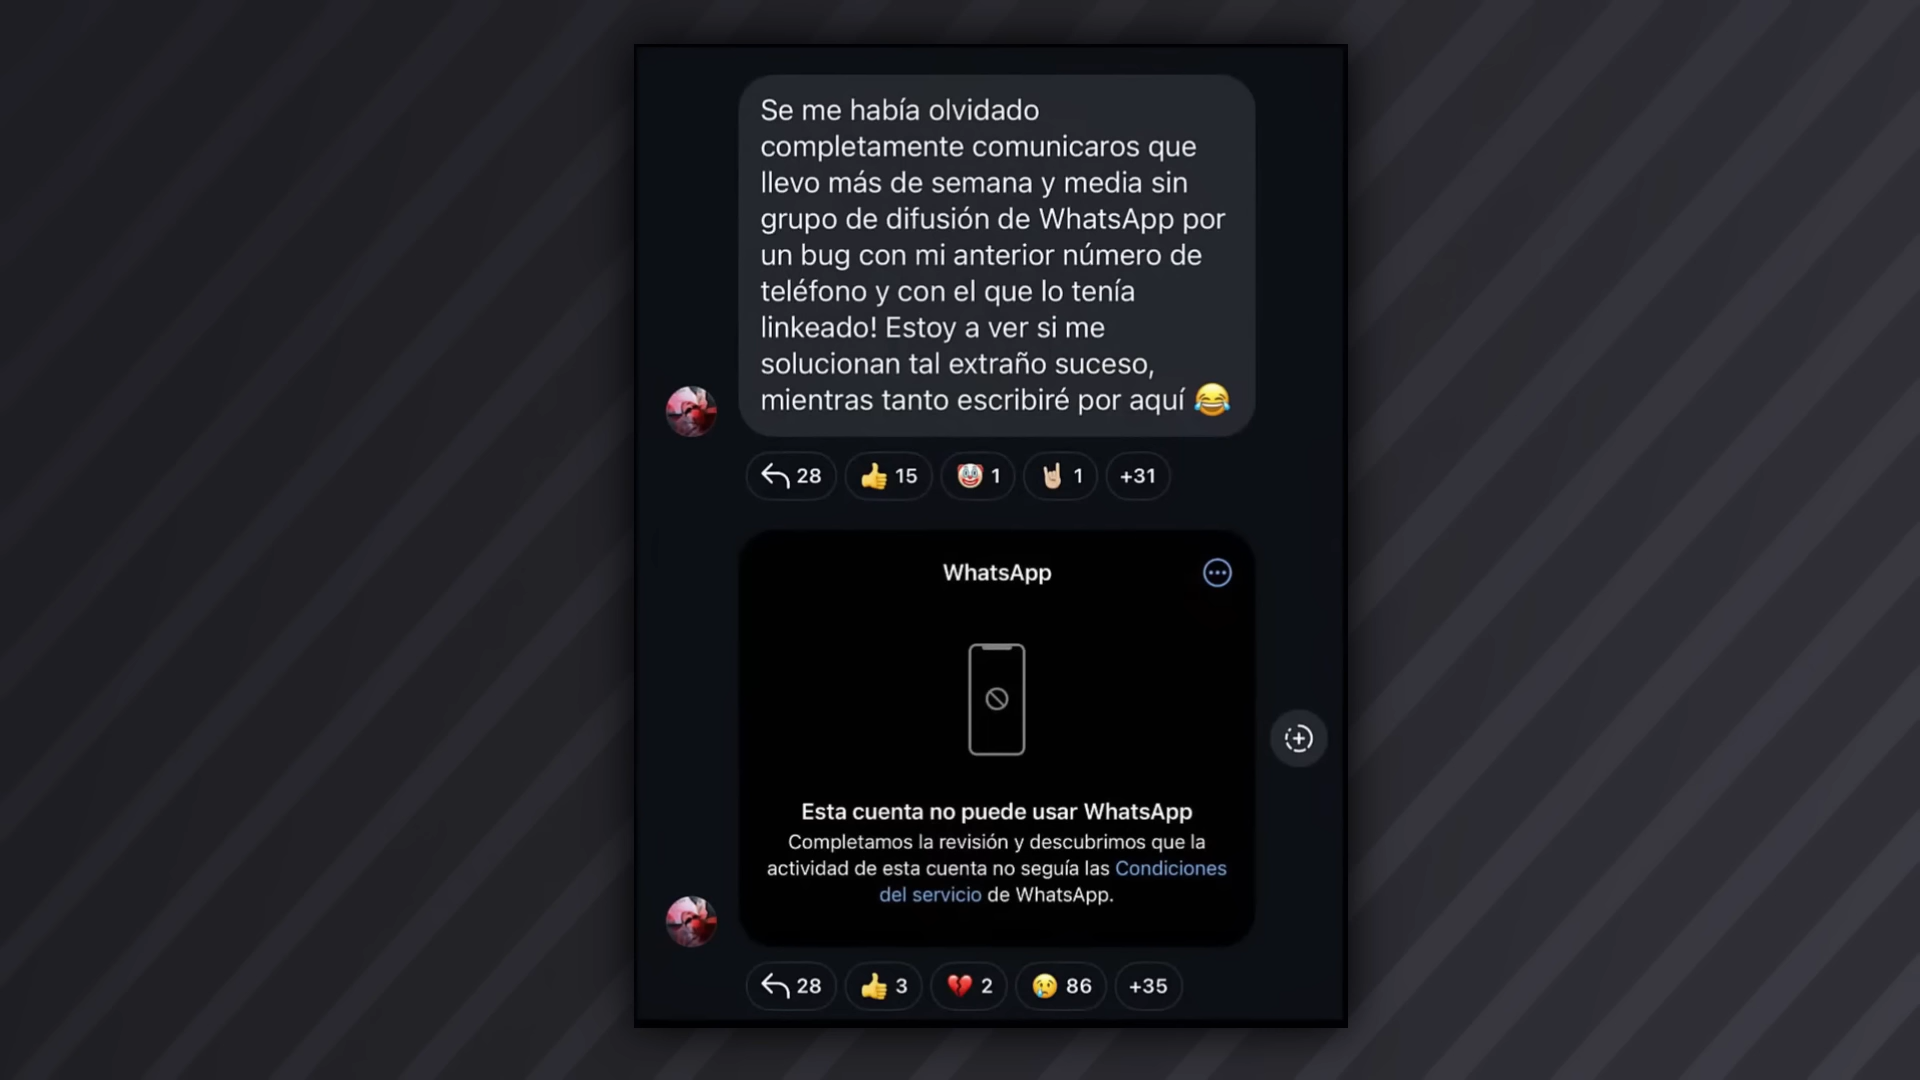 Se me había olvidado
completamente comunicaros que
llevo más de semana y media sin
grupo de difusión de WhatsApp por
un bug con mi anterior número de
teléfono y con el que lo tenía
linkeado! Estoy a ver si me
solucionan tal extraño suceso,
mientras tanto escribiré por aquí 😂
28 👍 15 🤡 1 🤘🏼 1 +31
WhatsApp
Esta cuenta no puede usar WhatsApp
Completamos la revisión y descubrimos que la
actividad de esta cuenta no seguía las Condiciones
del servicio de WhatsApp.
28 👍 3 💔 2 😢 86 +35